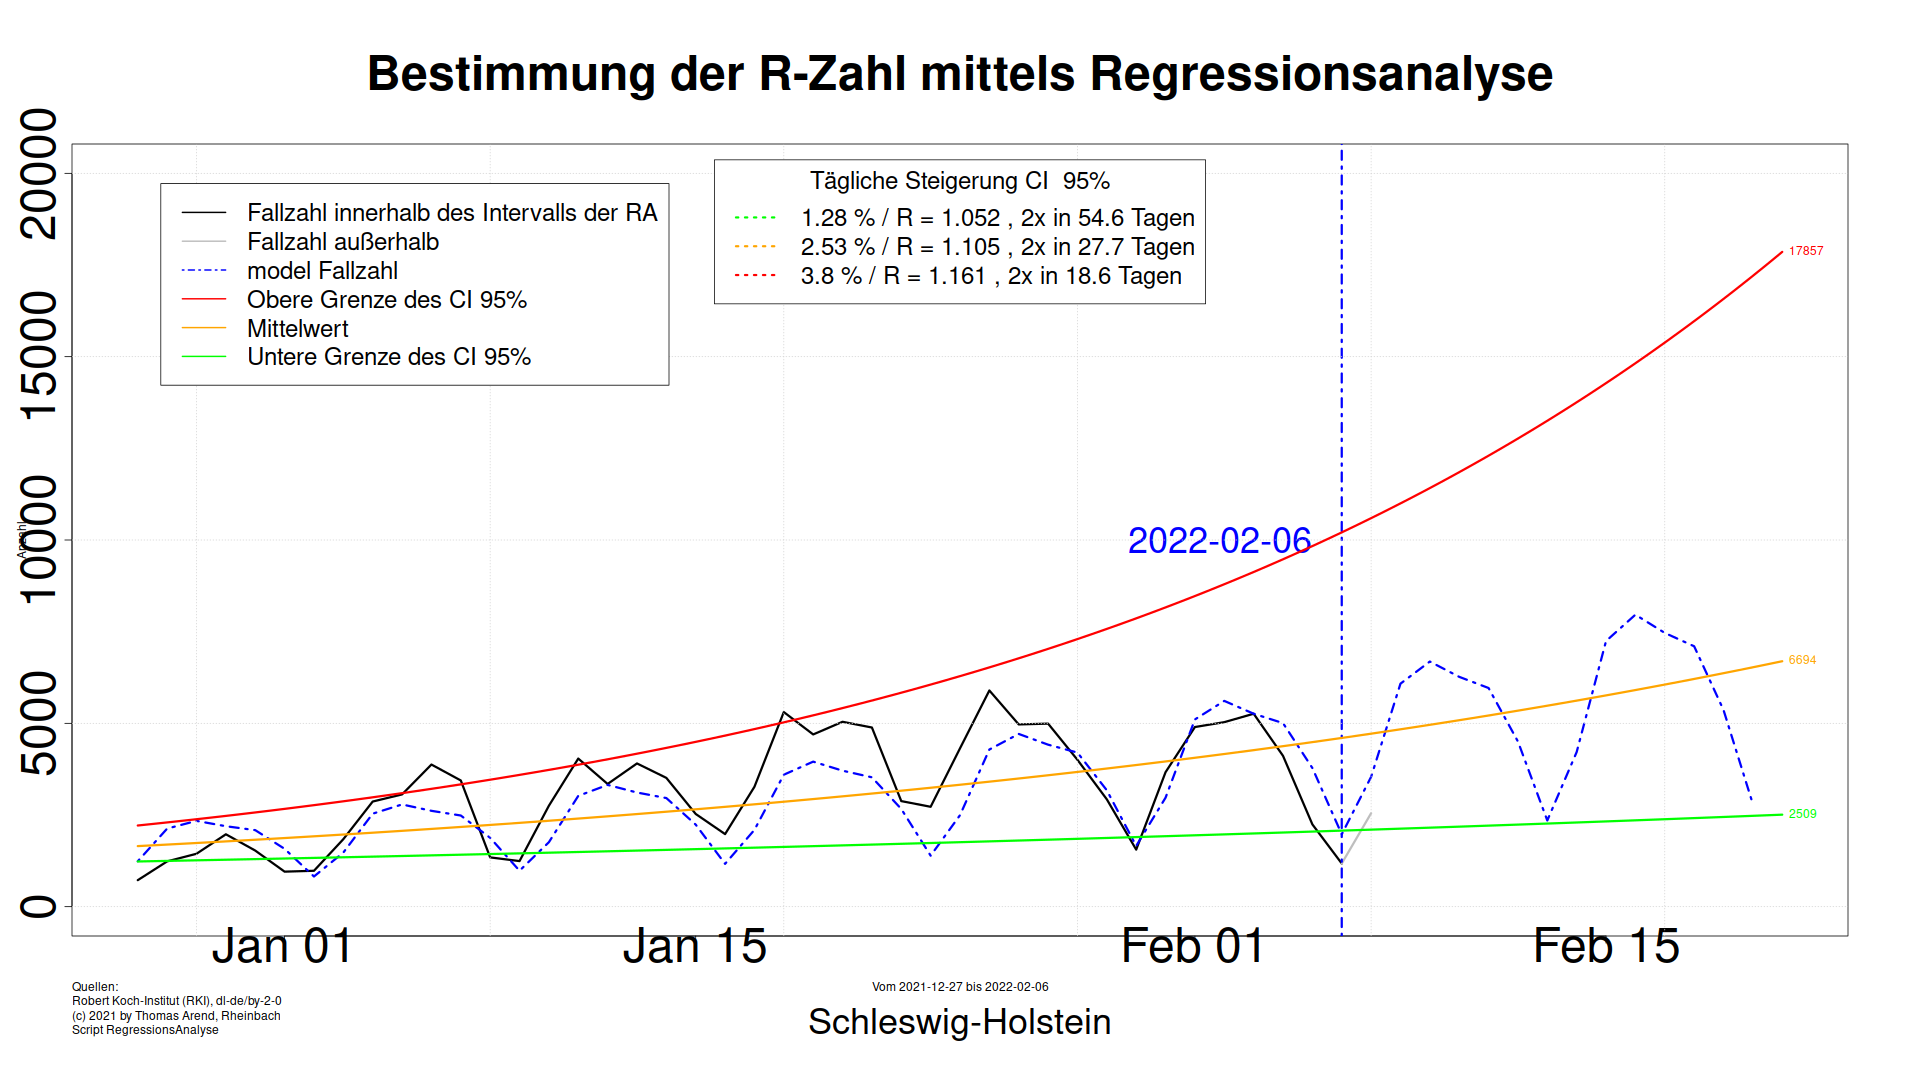 Bestimmung der R-Zahl mittels Regressionsanalyse
20000
15000
10000
5000
0
Anzahl
Fallzahl innerhalb des Intervalls der RA
Fallzahl außerhalb
model Fallzahl
Obere Grenze des CI 95%
Mittelwert
Untere Grenze des CI 95%
Tägliche Steigerung CI  95%
1.28 % / R = 1.052 , 2x in 54.6 Tagen
2.53 % / R = 1.105 , 2x in 27.7 Tagen
3.8 % / R = 1.161 , 2x in 18.6 Tagen
17857
2022-02-06
6694
2509
Jan 01
Jan 15
Feb 01
Feb 15
Quellen:
Robert Koch-Institut (RKI), dl-de/by-2-0
(c) 2021 by Thomas Arend, Rheinbach
Script RegressionsAnalyse
Vom 2021-12-27 bis 2022-02-06
Schleswig-Holstein